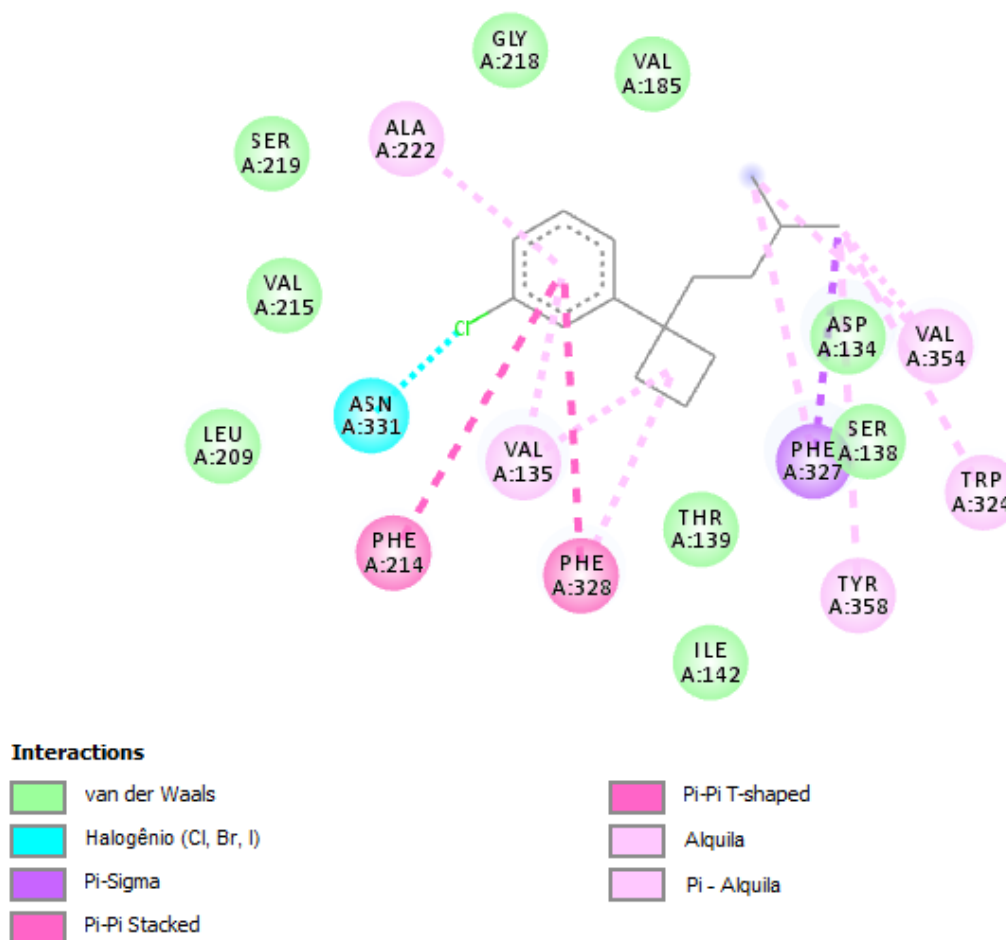 GLY
A:218
VAL
A:185
ALA
A:222
SER
A:219
VAL
A:215
Cl
ASP
A:134
VAL
A:354
ASN
A:331
LEU
A:209
VAL
A:135
PHE
A:327
SER
A:138
TRP
A:324
PHE
A:214
PHE
A:328
THR
A:139
TYR
A:358
ILE
A:142
Interactions
van der Waals
Halogênio (Cl, Br, I)
Pi-Sigma
Pi-Pi Stacked
Pi-Pi T-shaped
Alquila
Pi - Alquila